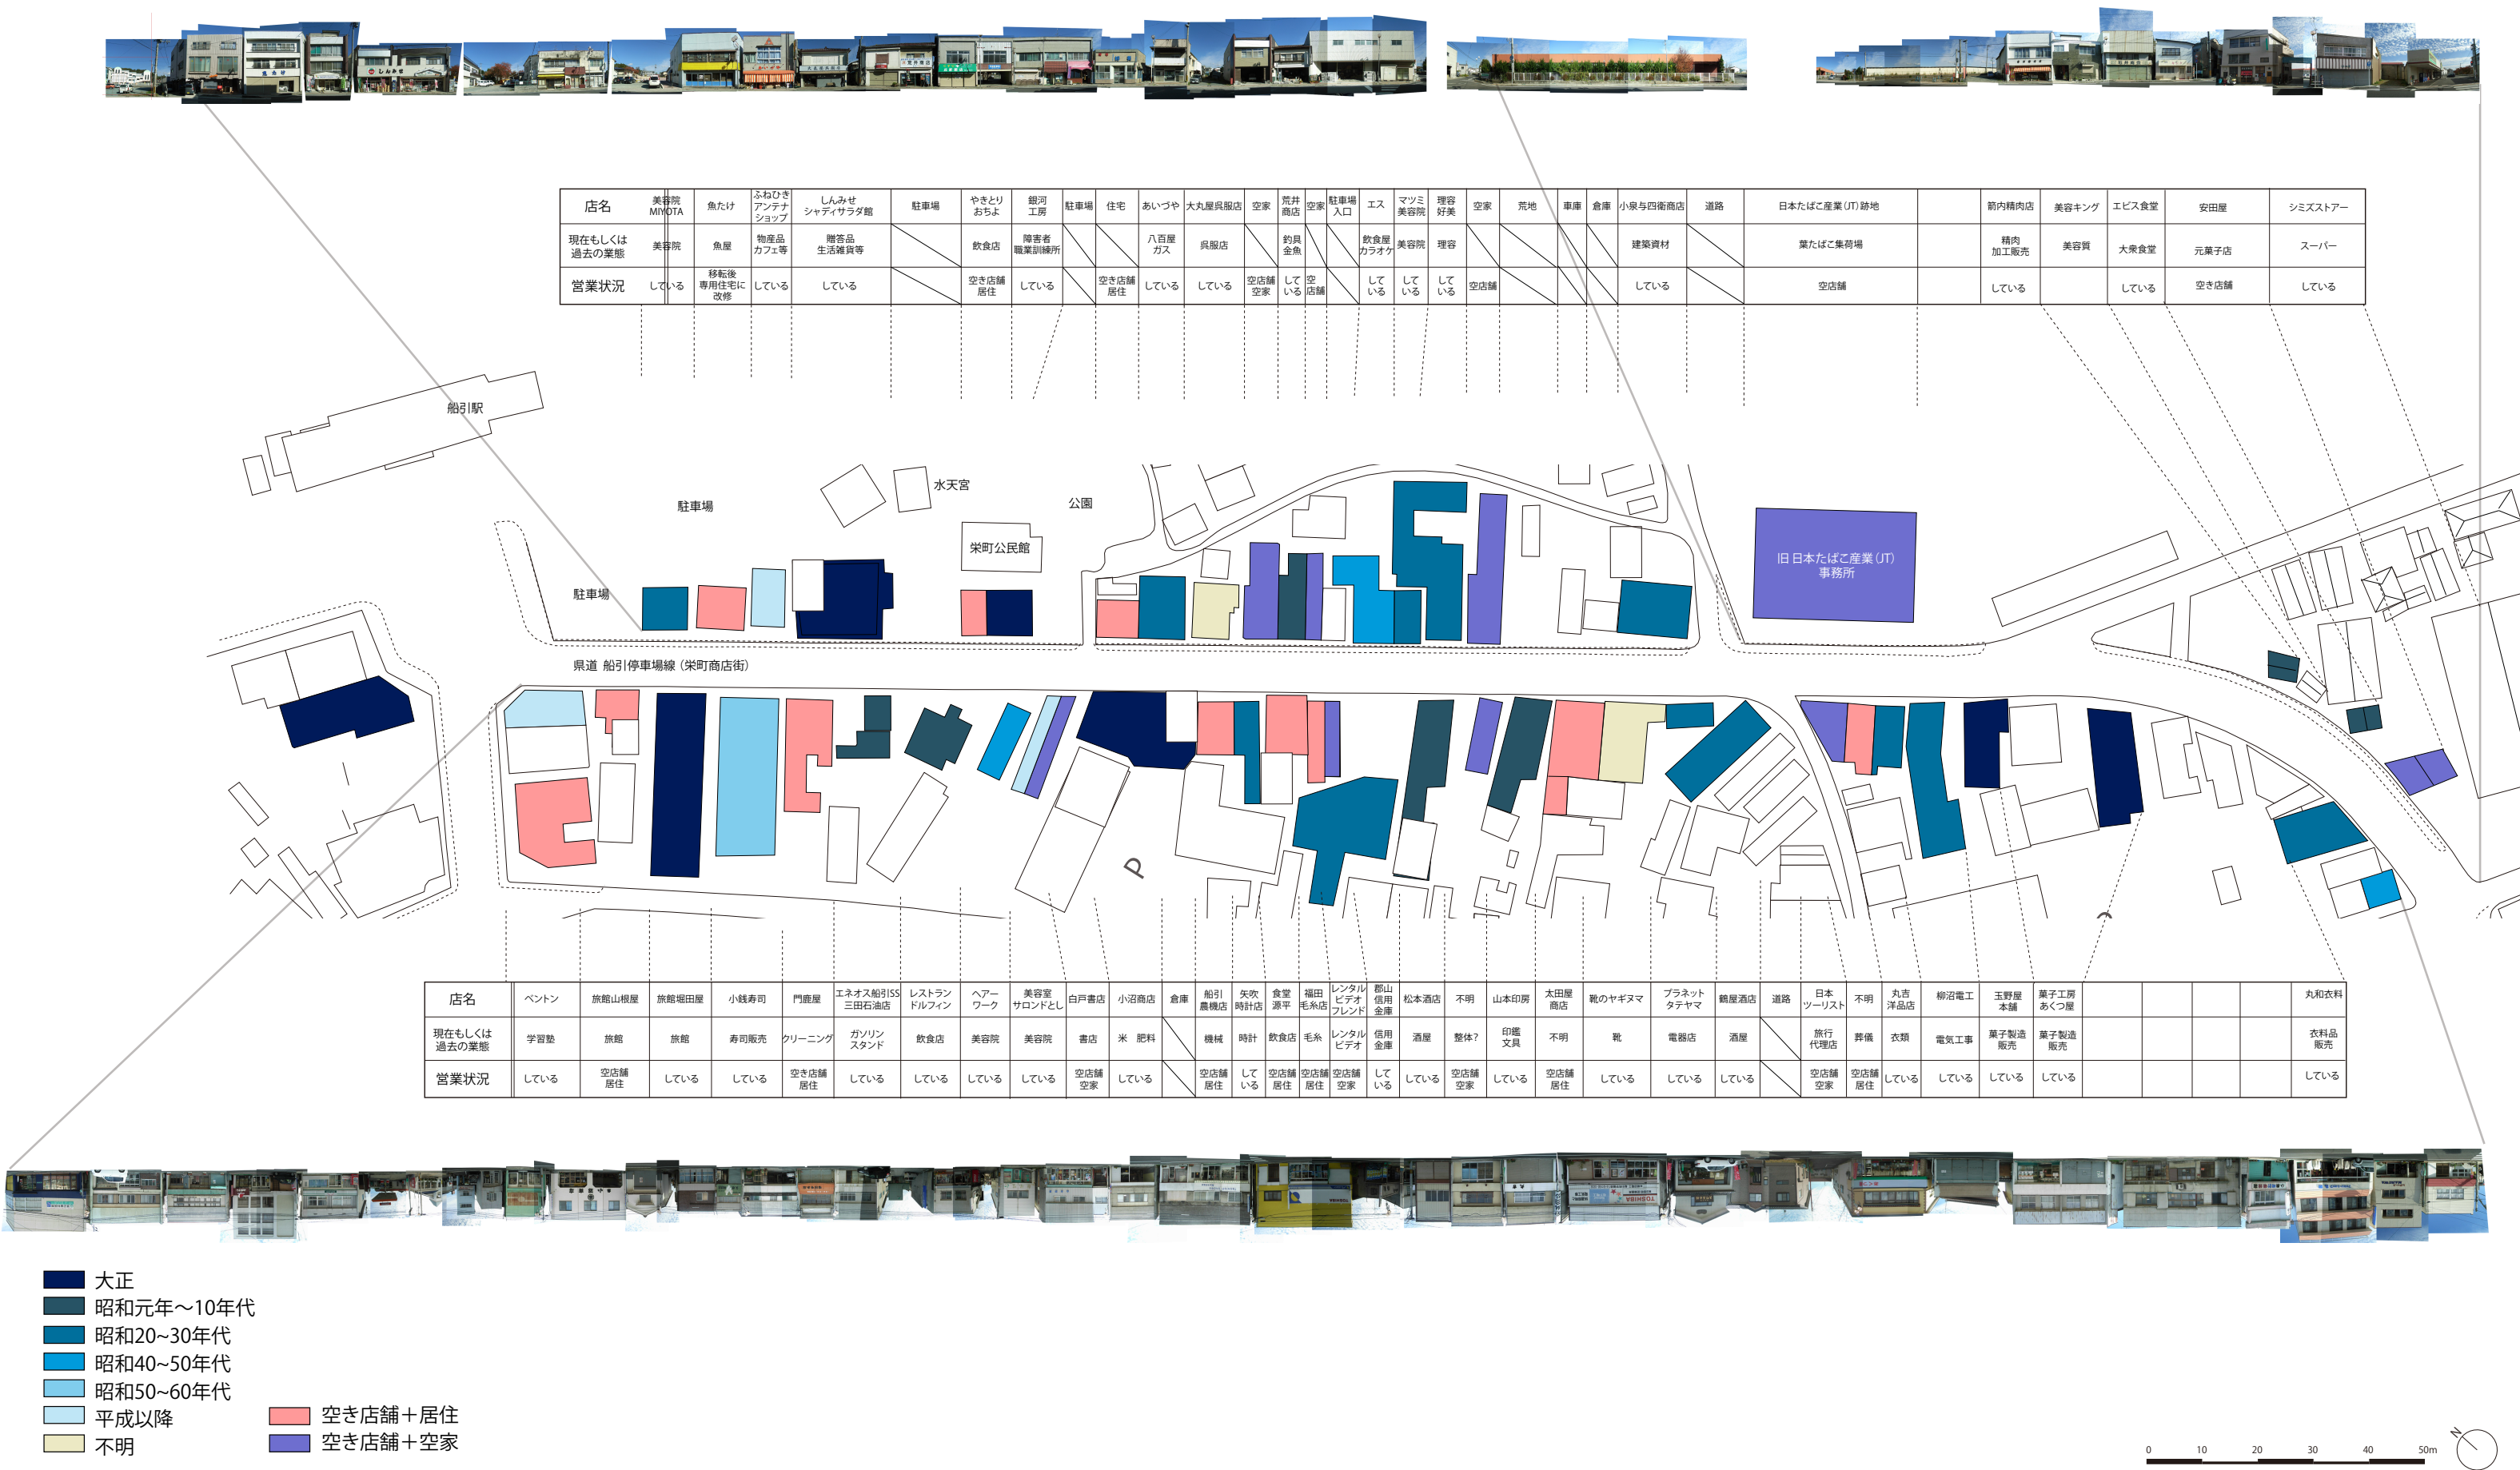 店名
美容院
MIYOTA
魚たけ
ふねひき
アンテナ
ショップ
しんみせ
シャディサラダ館
駐車場
やきとり
おちよ
銀河
工房
駐車場
住宅
あいづや
大丸屋呉服店
空家
荒井
商店
空家
駐車場
入口
エス
マツミ
美容院
理容
好美
空家
荒地
車庫
倉庫
小泉与四衛商店
道路
日本たばこ産業(JT)跡地
箭内精肉店
美容キング
エビス食堂
安田屋
シミズストアー
現在もしくは
過去の業態
美容院
魚屋
物産品
カフェ等
贈答品
生活雑貨等
飲食店
障害者
職業訓練所
八百屋
ガス
呉服店
釣具
金魚
飲食屋
カラオケ
美容院
理容
建築資材
葉たばこ集荷場
精肉
加工販売
美容質
大衆食堂
元菓子店
スーパー
営業状況
している
移転後
専用住宅に
改修
している
している
空き店舗
居住
している
空き店舗
居住
している
している
空店舗
空家
して
いる
空
店舗
して
いる
して
いる
して
いる
空店舗
している
空店舗
している
している
空き店舗
している
船引駅
駐車場
水天宮
公園
栄町公民館
駐車場
旧 日本たばこ産業(JT)
事務所
県道 船引停車場線(栄町商店街)
P
店名
ベントン
旅館山根屋
旅館堀田屋
小銭寿司
門鹿屋
エネオス船引SS
三田石油店
レストラン
ドルフィン
ヘアー
ワーク
美容室
サロンドとし
白戸書店
小沼商店
倉庫
船引
農機店
矢吹
時計店
食堂
源平
福田
毛糸店
レンタル
ビデオ
フレンド
郡山
信用
金庫
松本酒店
不明
山本印房
太田屋
商店
靴のヤギヌマ
プラネット
タテヤマ
鶴屋酒店
道路
日本
ツーリスト
不明
丸吉
洋品店
柳沼電工
玉野屋
本舗
菓子工房
あくつ屋
丸和衣料
現在もしくは
過去の業態
学習塾
旅館
旅館
寿司販売
クリーニング
ガソリン
スタンド
飲食店
美容院
美容院
書店
米 肥料
機械
時計
飲食店
毛糸
レンタル
ビデオ
信用
金庫
酒屋
整体?
印鑑
文具
不明
靴
電器店
酒屋
旅行
代理店
葬儀
衣類
電気工事
菓子製造
販売
菓子製造
販売
衣料品
販売
営業状況
している
空店舗
居住
している
している
空き店舗
居住
している
している
している
している
空店舗
空家
している
空店舗
居住
して
いる
空店舗
居住
空店舗
居住
空店舗
空家
して
いる
している
空店舗
空家
している
空店舗
居住
している
している
している
空店舗
空家
空店舗
居住
している
している
している
している
している
大正
昭和元年〜10年代
昭和20~30年代
昭和40~50年代
昭和50~60年代
平成以降
不明
空き店舗+居住
空き店舗+空家
0 10 20 30 40 50m
N